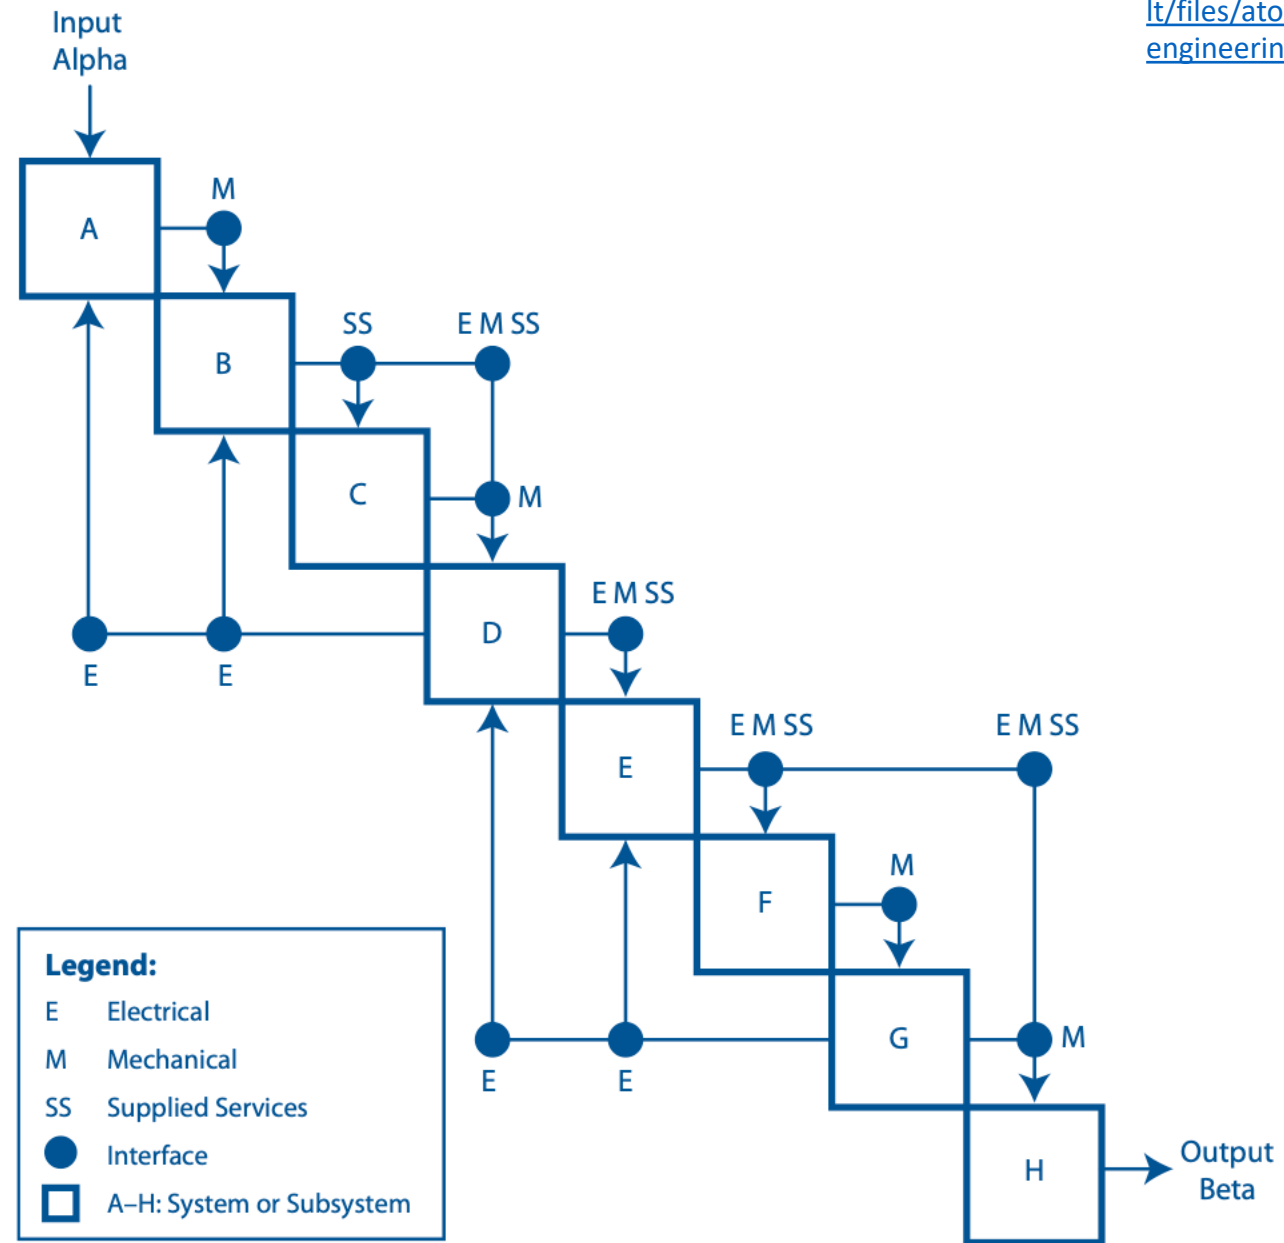 lt/files/ato
engineerin
Input
Alpha
M
A
SS
E M SS
B
C
M
E M SS
D
E
E
E M SS
E M SS
E
M
F
G
M
E
E
H
Output
Beta
Legend:
E Electrical
M Mechanical
SS Supplied Services
Interface
A–H: System or Subsystem